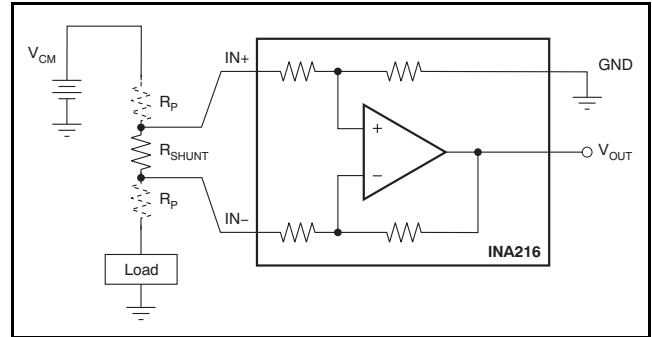 V_CM
IN+
GND
R_P
R_SHUNT
+
V_OUT
−
R_P
IN−
INA216
Load